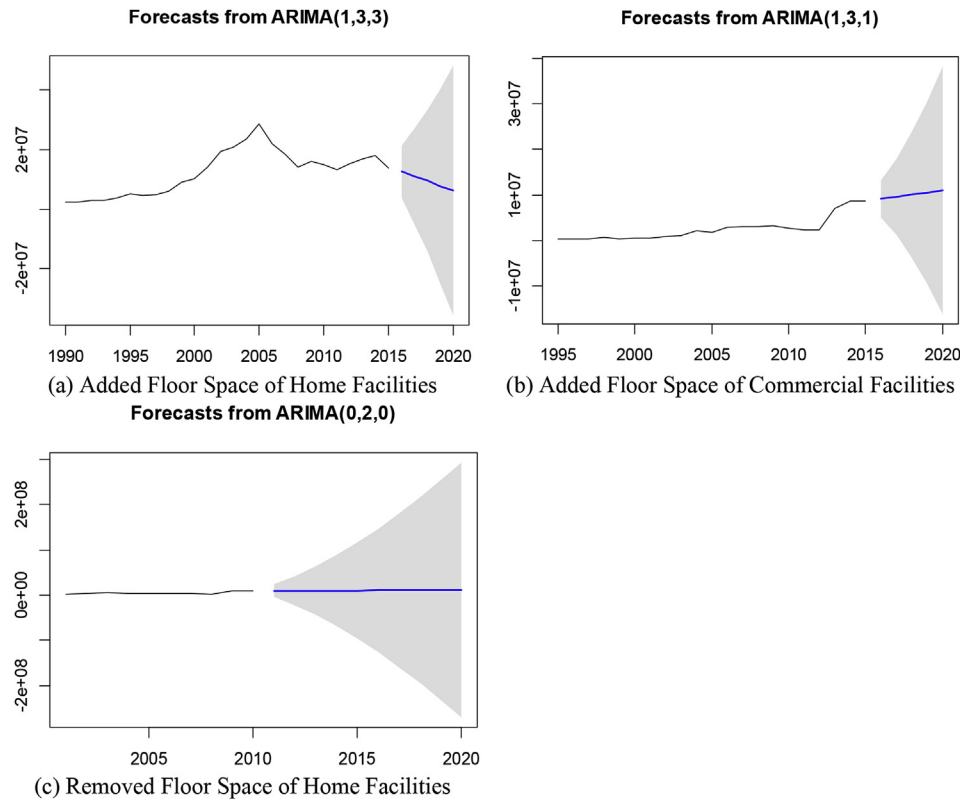 Forecasts from ARIMA(1,3,3)
2e+07
-2e+07
1990 1995 2000 2005 2010 2015 2020
(a) Added Floor Space of Home Facilities
Forecasts from ARIMA(1,3,1)
3e+07
1e+07
-1e+07
1995 2000 2005 2010 2015 2020
(b) Added Floor Space of Commercial Facilities
Forecasts from ARIMA(0,2,0)
2e+08
0e+00
-2e+08
2005 2010 2015 2020
(c) Removed Floor Space of Home Facilities